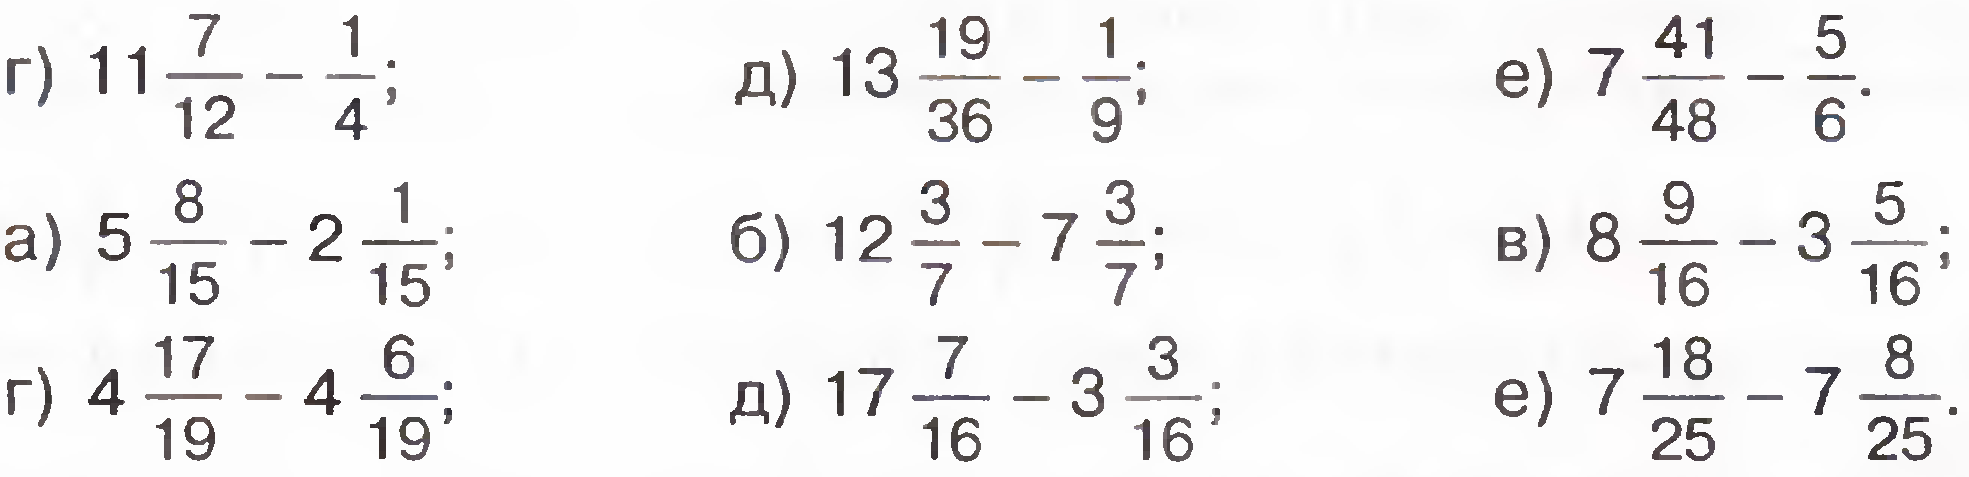 г) 11 7/12 − 1/4; д) 13 19/36 − 1/9; е) 7 41/48 − 5/6.
а) 5 8/15 − 2 1/15; б) 12 3/7 − 7 3/7; в) 8 9/16 − 3 5/16;
г) 4 17/19 − 4 6/19; д) 17 7/16 − 3 3/16; е) 7 18/25 − 7 8/25.